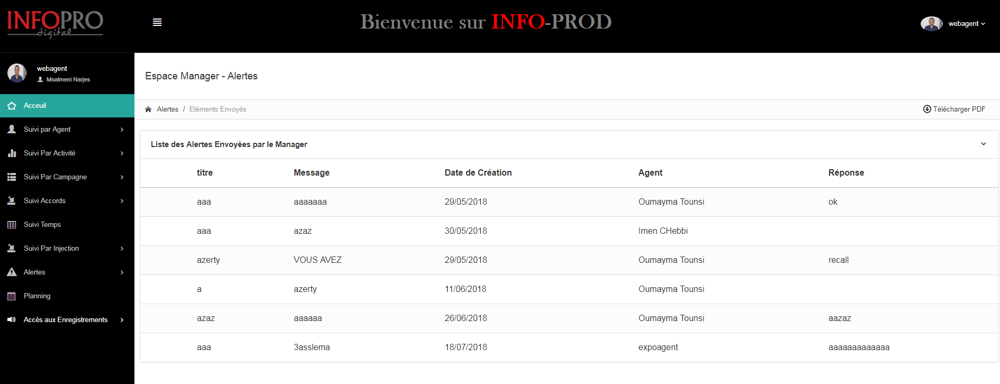 INFOPRO
digital
Bienvenue sur INFO-PROD
webagent
webagent
Msalmeni Narjes
Acceuil
Suivi par Agent
Suivi Par Activité
Suivi Par Campagne
Suivi Accords
Suivi Temps
Suivi Par Injection
Alertes
Planning
Accès aux Enregistrements
Espace Manager - Alertes
Alertes / Eléments Envoyés
Télécharger PDF
Liste des Alertes Envoyées par le Manager
titre Message Date de Création Agent Réponse
aaa aaaaaaa 29/05/2018 Oumayma Tounsi ok
aaa azaz 30/05/2018 Imen CHebbi
azerty VOUS AVEZ 29/05/2018 Oumayma Tounsi recall
a azerty 11/06/2018 Oumayma Tounsi
azaz aaaaaa 26/06/2018 Oumayma Tounsi aazaz
aaa 3asslema 18/07/2018 expoagent aaaaaaaaaaaaa